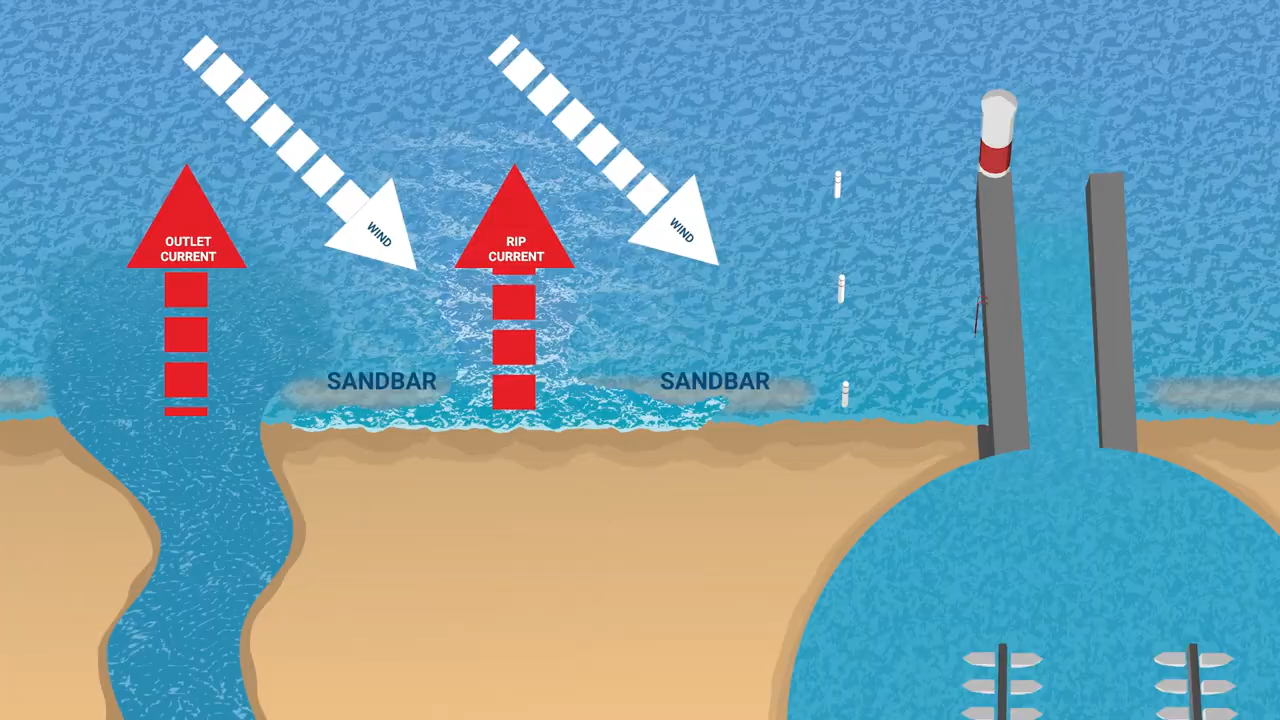 WIND
WIND
OUTLET
CURRENT
RIP
CURRENT
SANDBAR
SANDBAR